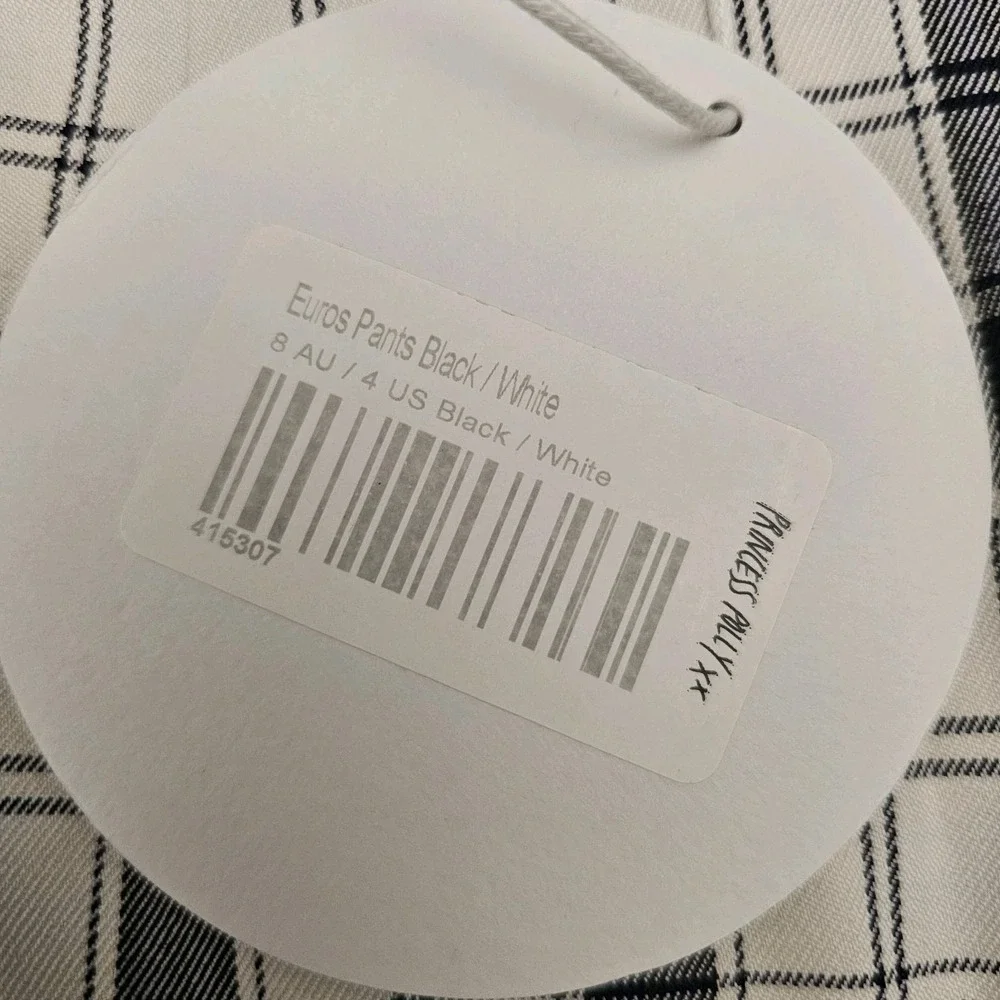 Euros Pants Black / White
8 AU / 4 US Black / White
415307
PRINCESS POLLY xx